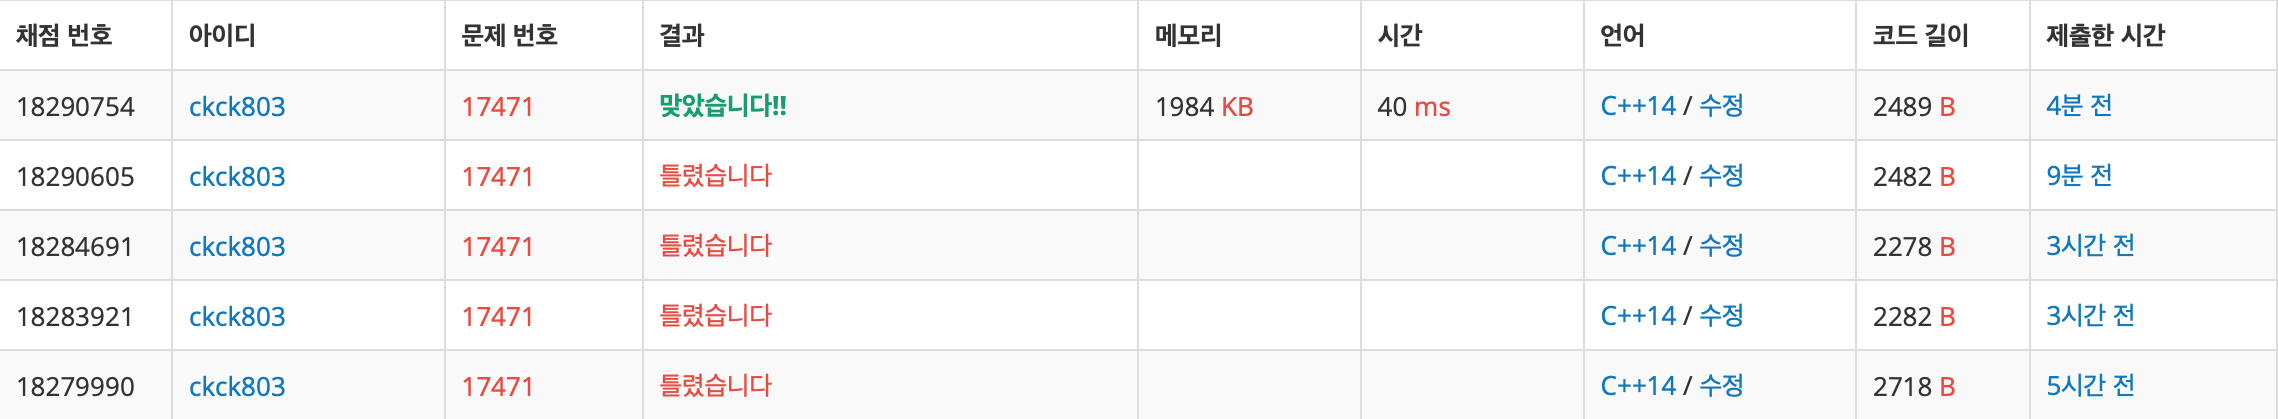 채점 번호 아이디 문제 번호 결과 메모리 시간 언어 코드 길이 제출한 시간
18290754 ckck803 17471 맞았습니다!! 1984 KB 40 ms C++14 / 수정 2489 B 4분 전
18290605 ckck803 17471 틀렸습니다 C++14 / 수정 2482 B 9분 전
18284691 ckck803 17471 틀렸습니다 C++14 / 수정 2278 B 3시간 전
18283921 ckck803 17471 틀렸습니다 C++14 / 수정 2282 B 3시간 전
18279990 ckck803 17471 틀렸습니다 C++14 / 수정 2718 B 5시간 전